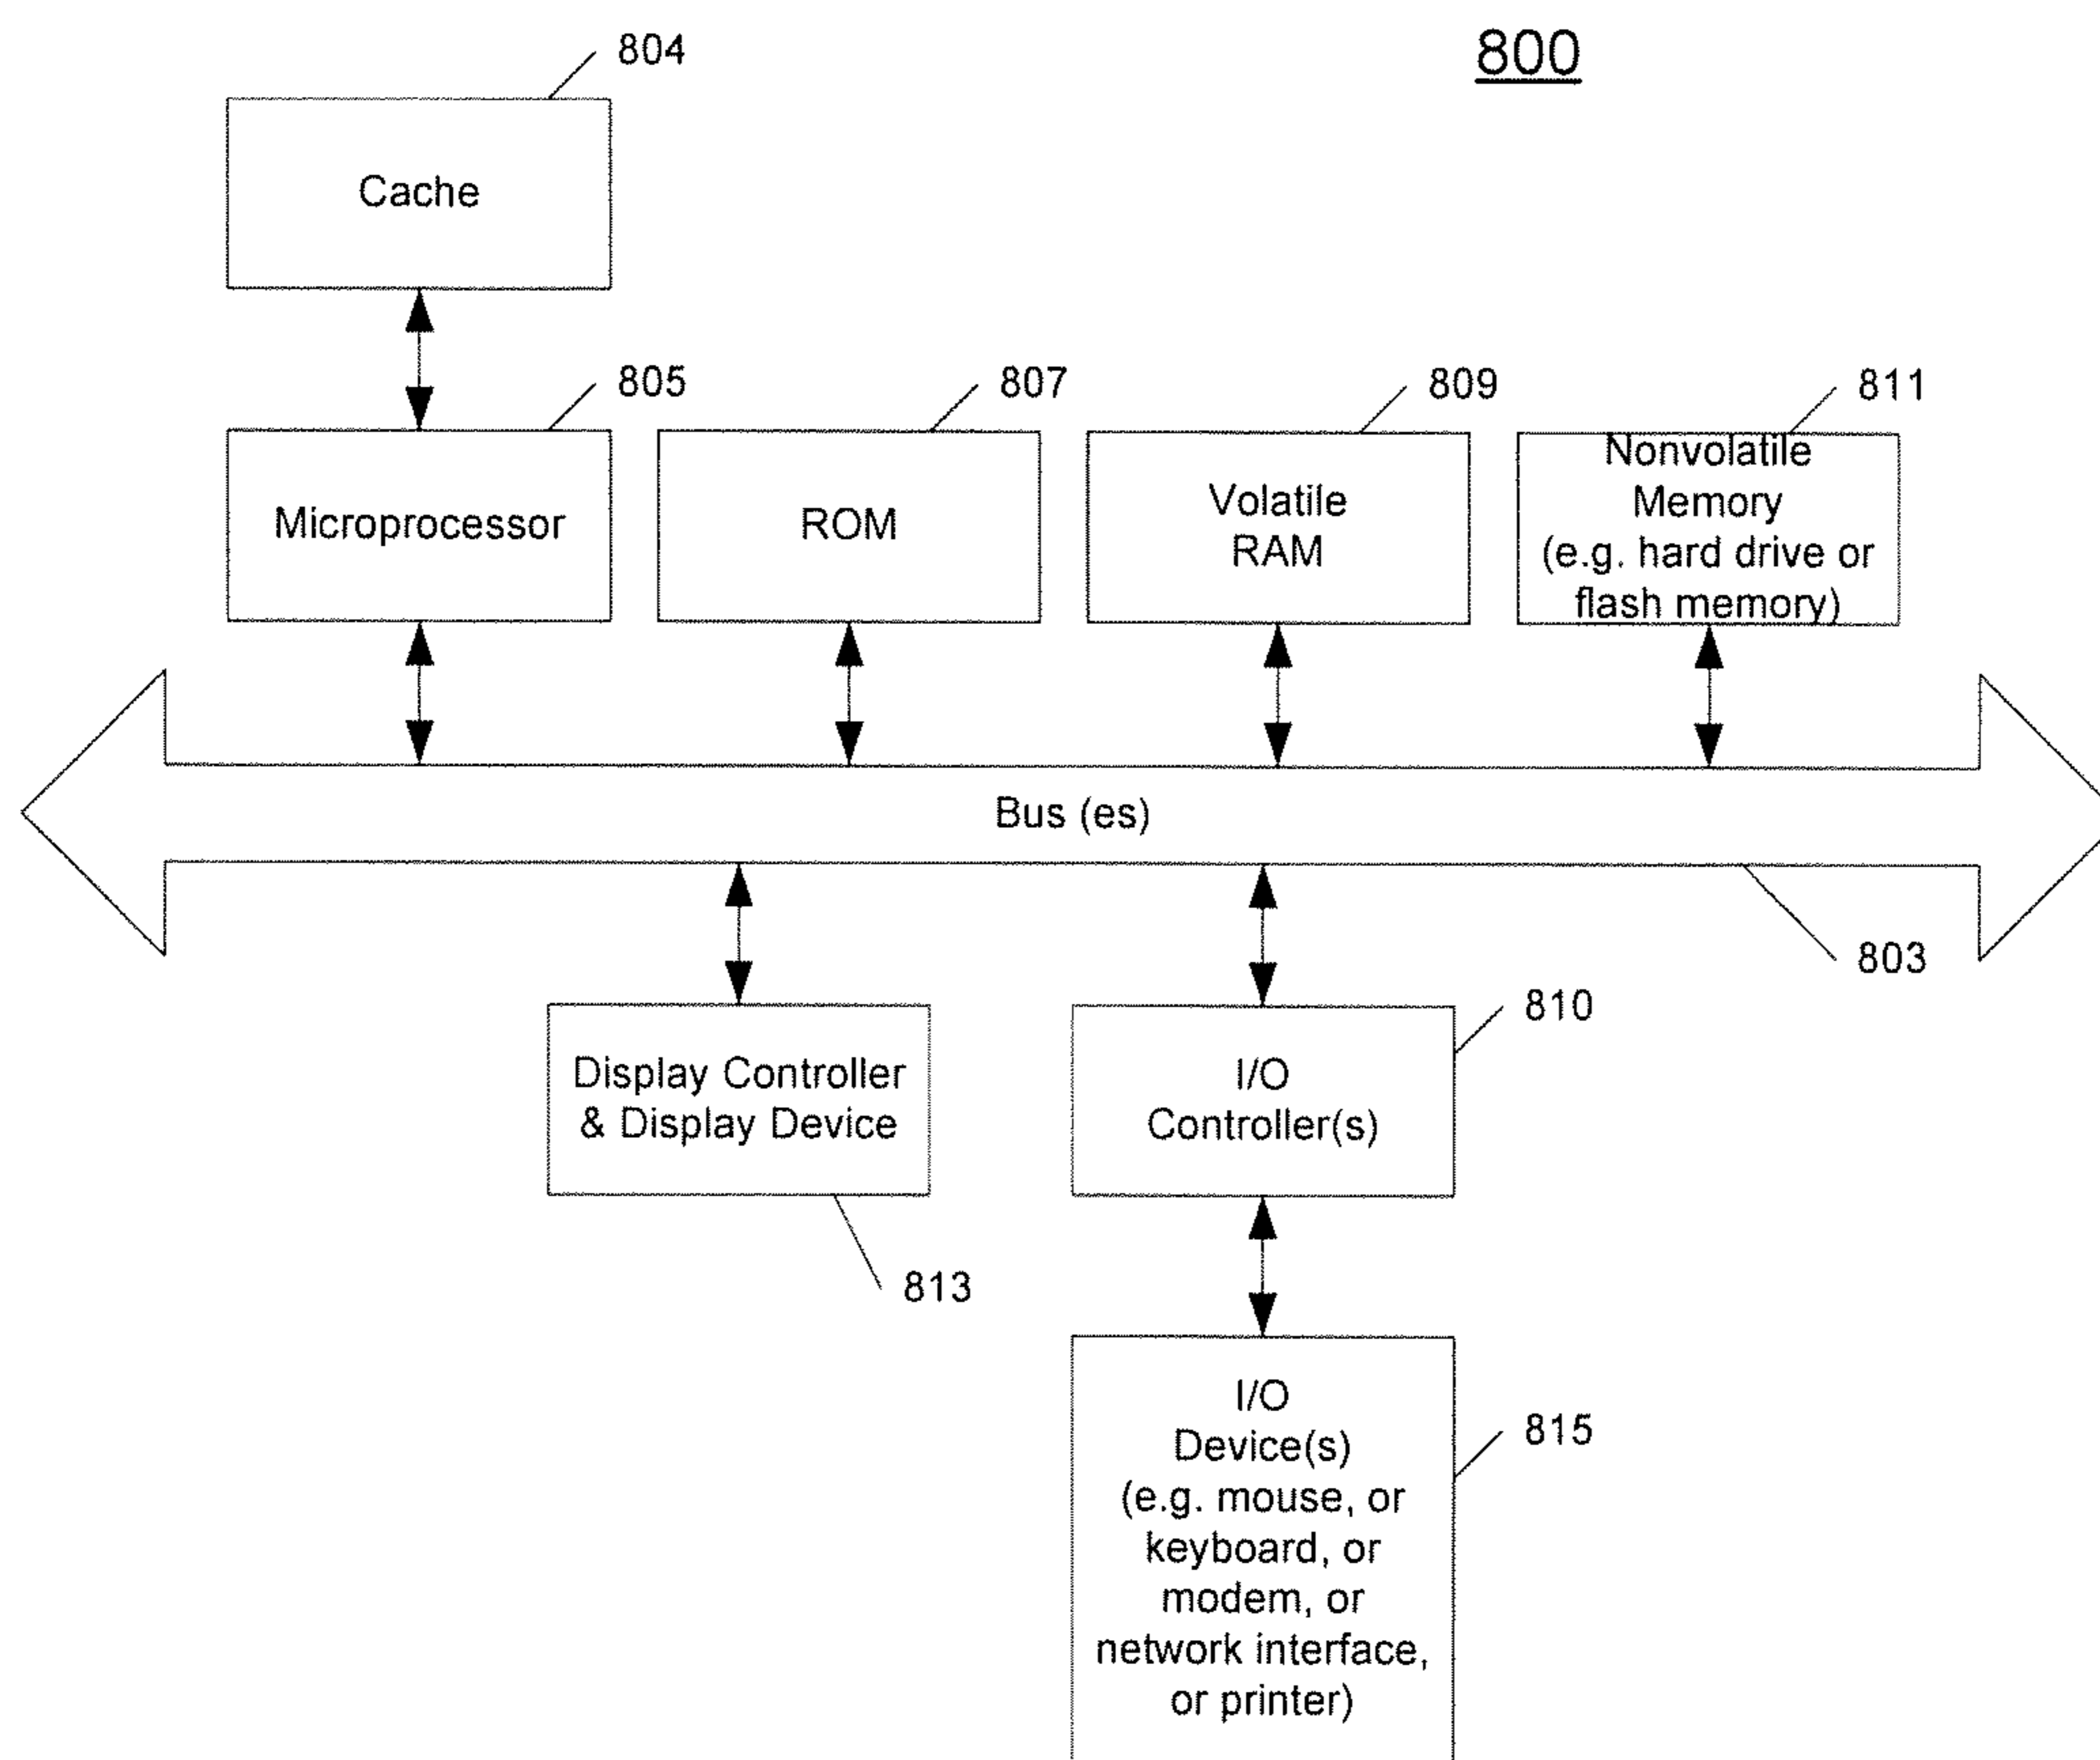 800
804
Cache
805
807
809
811
Microprocessor
ROM
Volatile
RAM
Nonvolatile
Memory
(e.g. hard drive or
flash memory)
Bus (es)
803
Display Controller
& Display Device
813
810
I/O
Controller(s)
815
I/O
Device(s)
(e.g. mouse, or
keyboard, or
modem, or
network interface,
or printer)